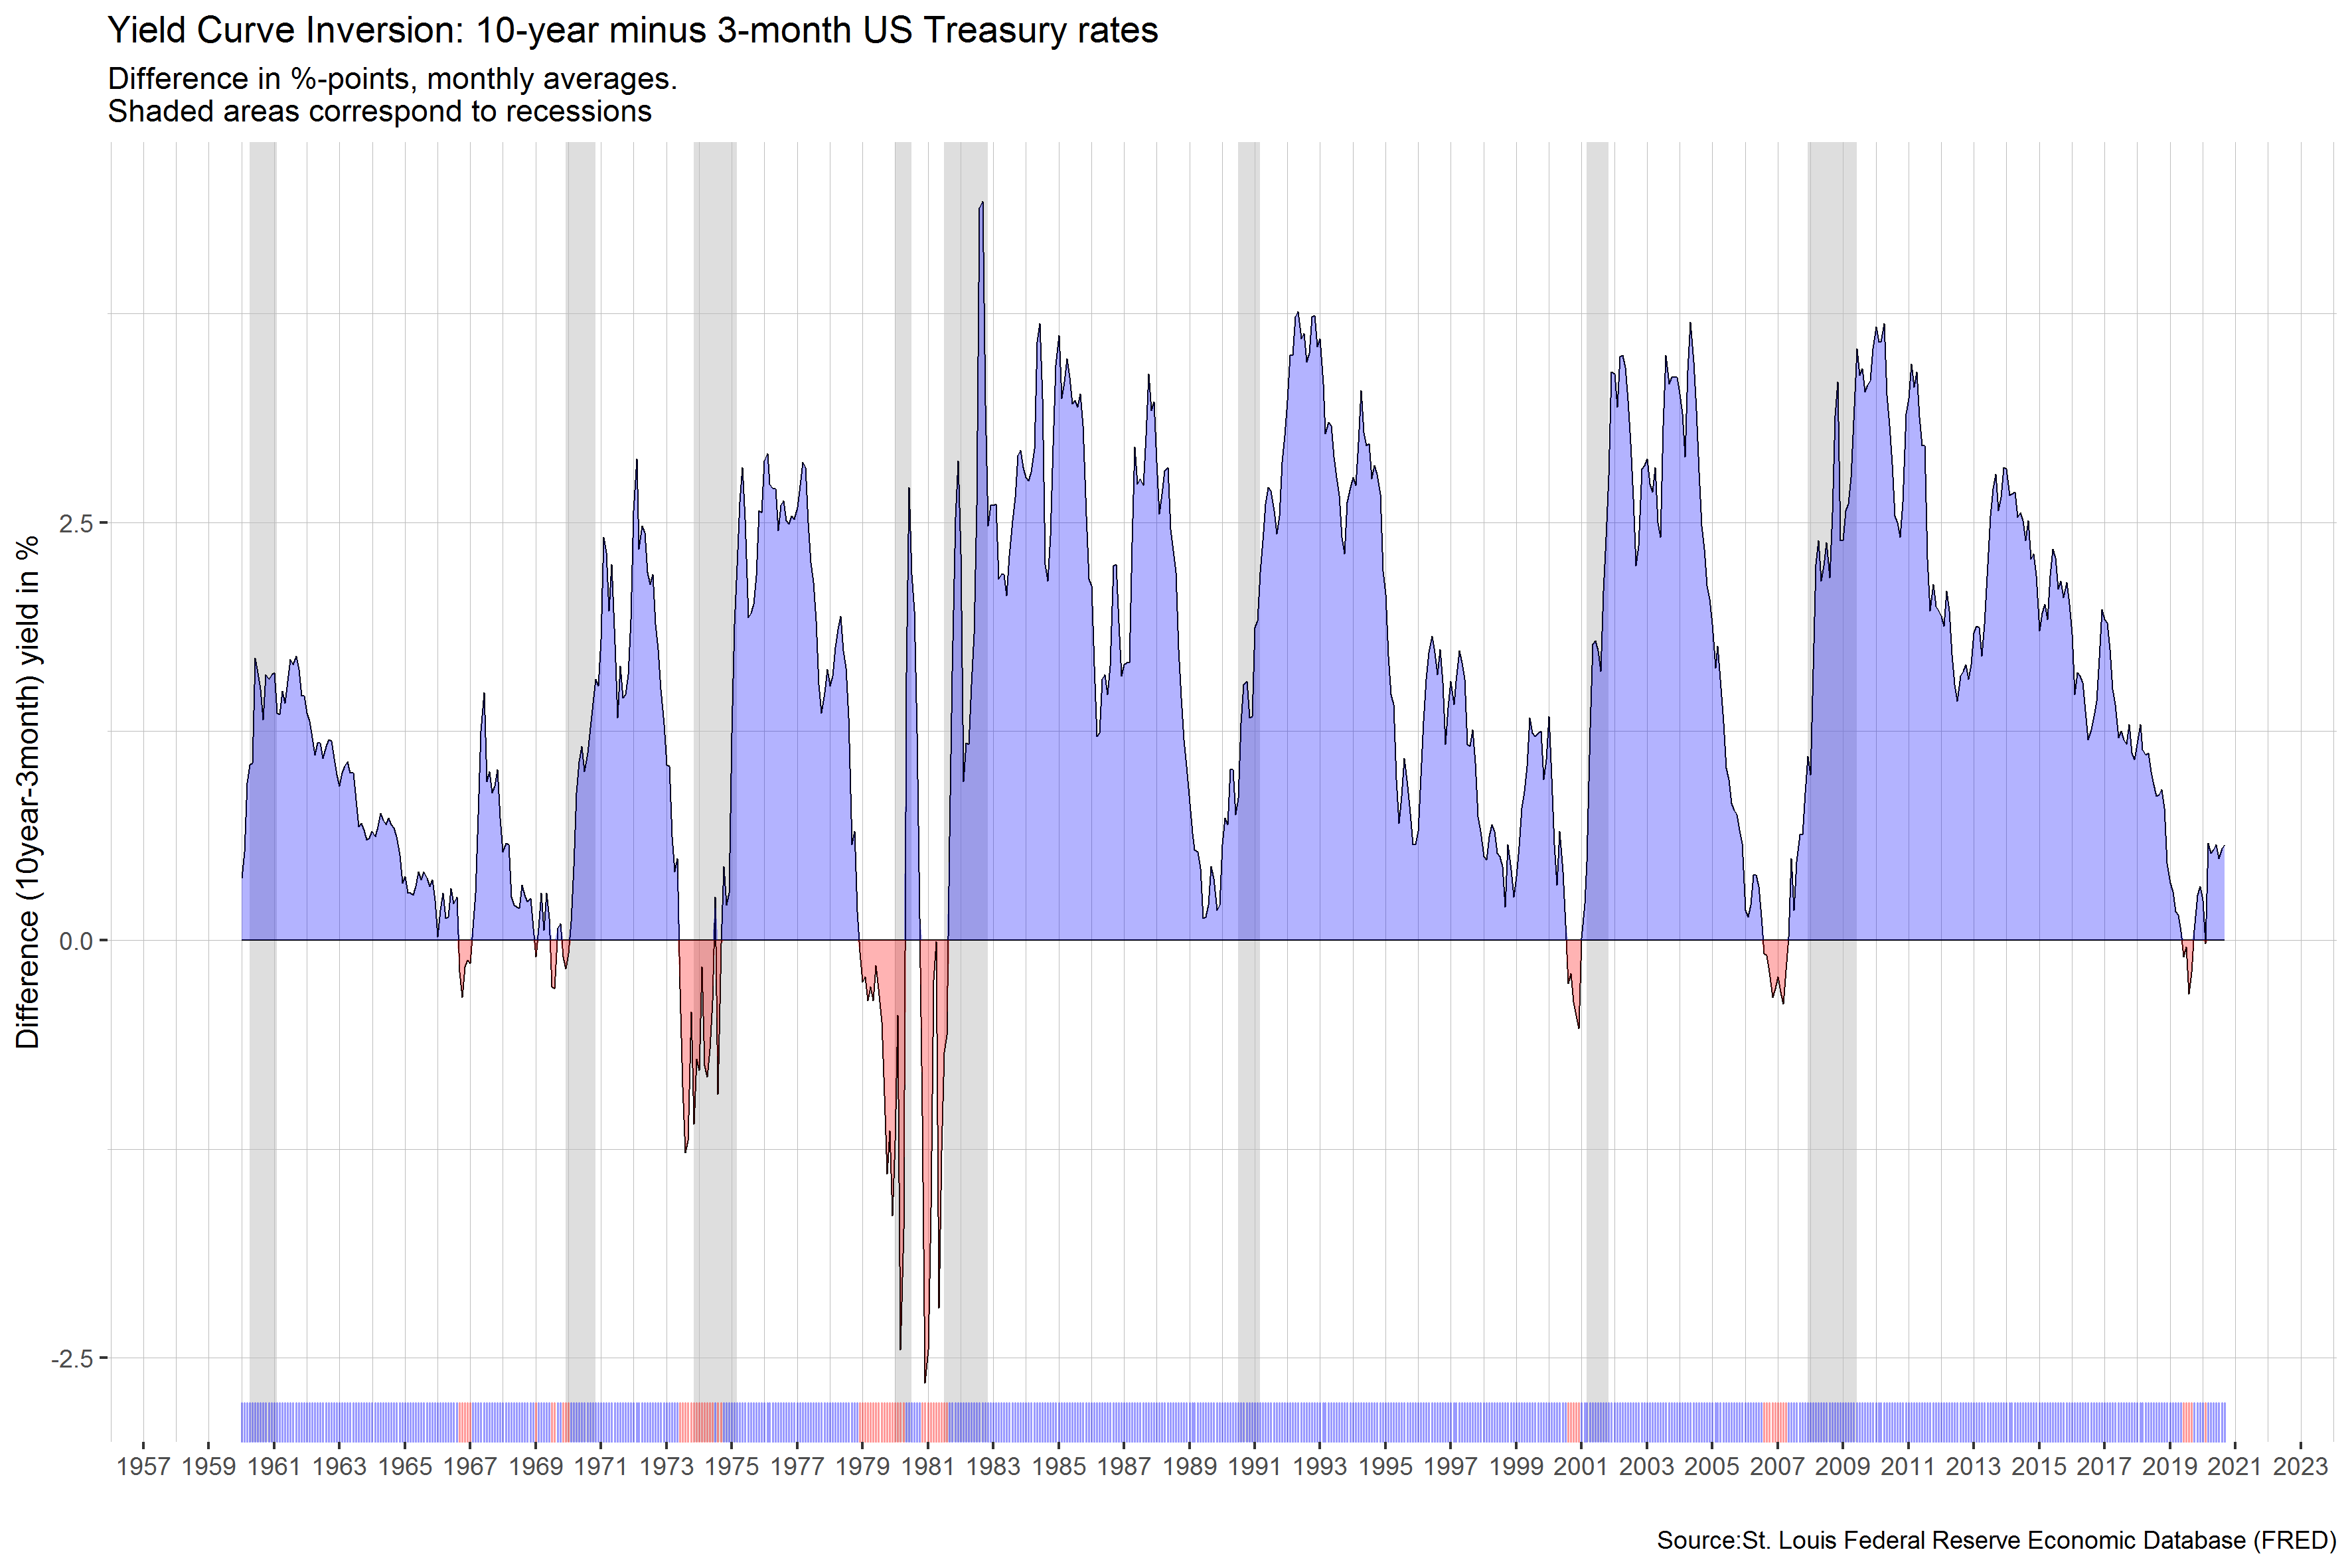 Yield Curve Inversion: 10-year minus 3-month US Treasury rates
Difference in %-points, monthly averages.
Shaded areas correspond to recessions
Difference (10year-3month) yield in %
2.5
0.0
-2.5
1957 1959 1961 1963 1965 1967 1969 1971 1973 1975 1977 1979 1981 1983 1985 1987 1989 1991 1993 1995 1997 1999 2001 2003 2005 2007 2009 2011 2013 2015 2017 2019 2021 2023
Source:St. Louis Federal Reserve Economic Database (FRED)